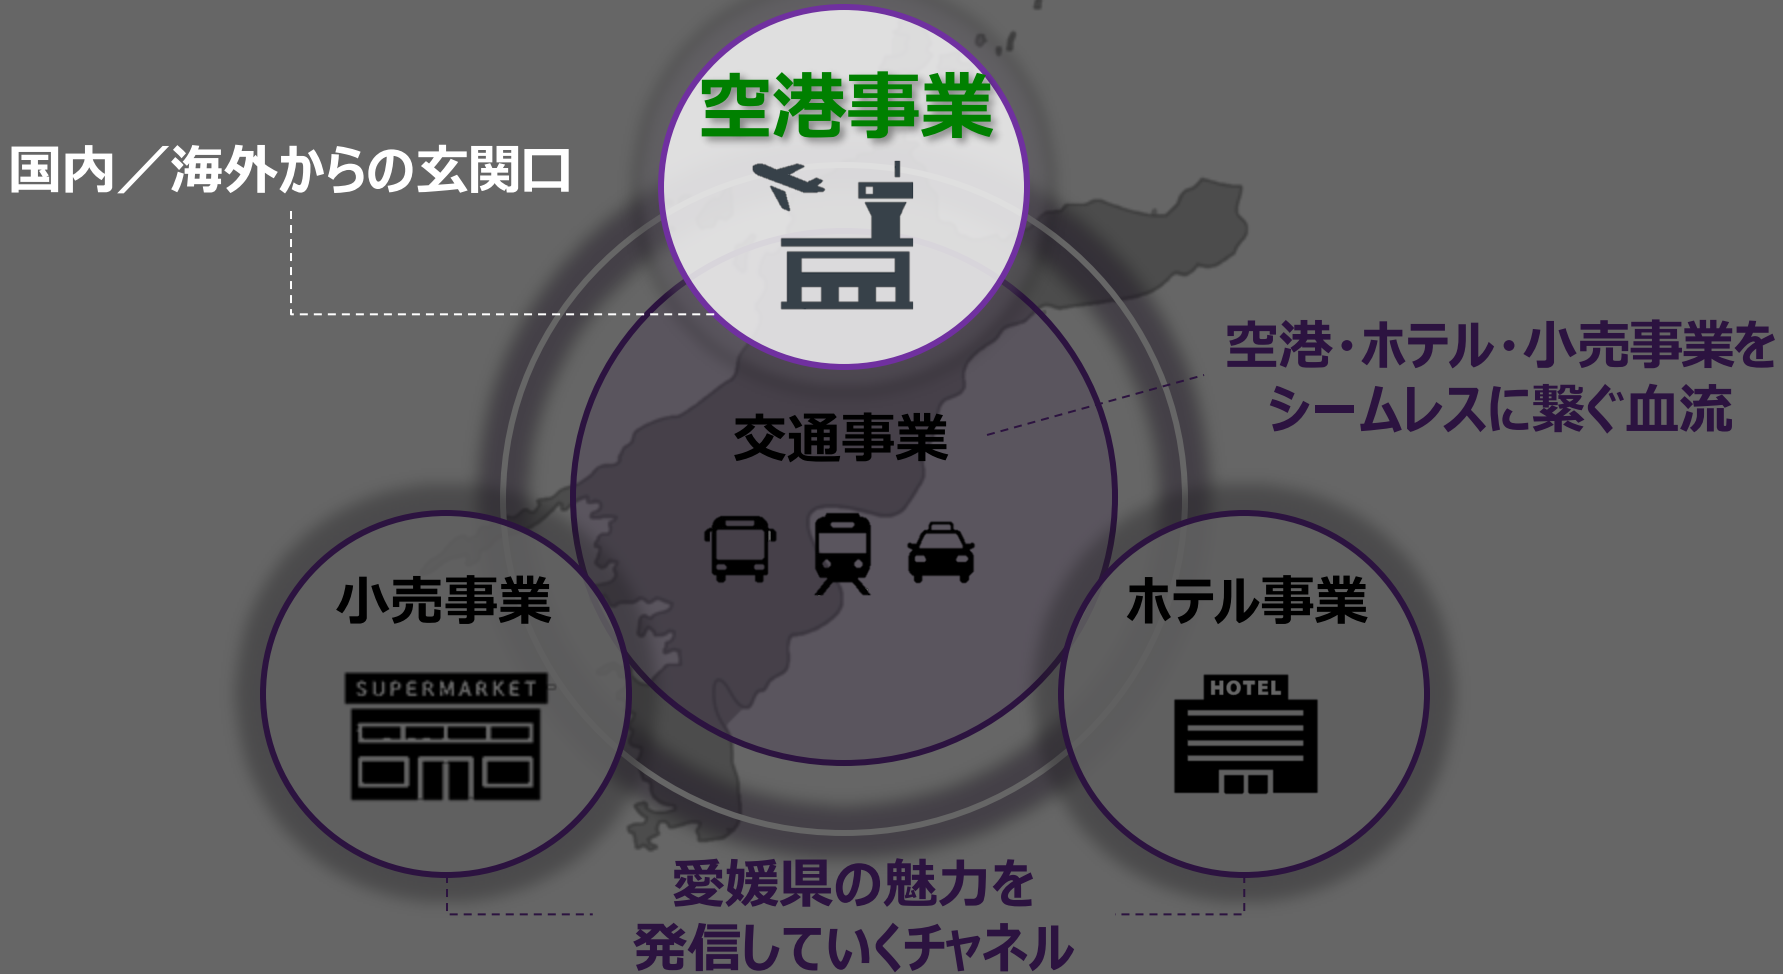 空港事業
国内／海外からの玄関口
空港・ホテル・小売事業を
シームレスに繋ぐ血流
交通事業
小売事業
SUPERMARKET
ホテル事業
HOTEL
愛媛県の魅力を
発信していくチャネル